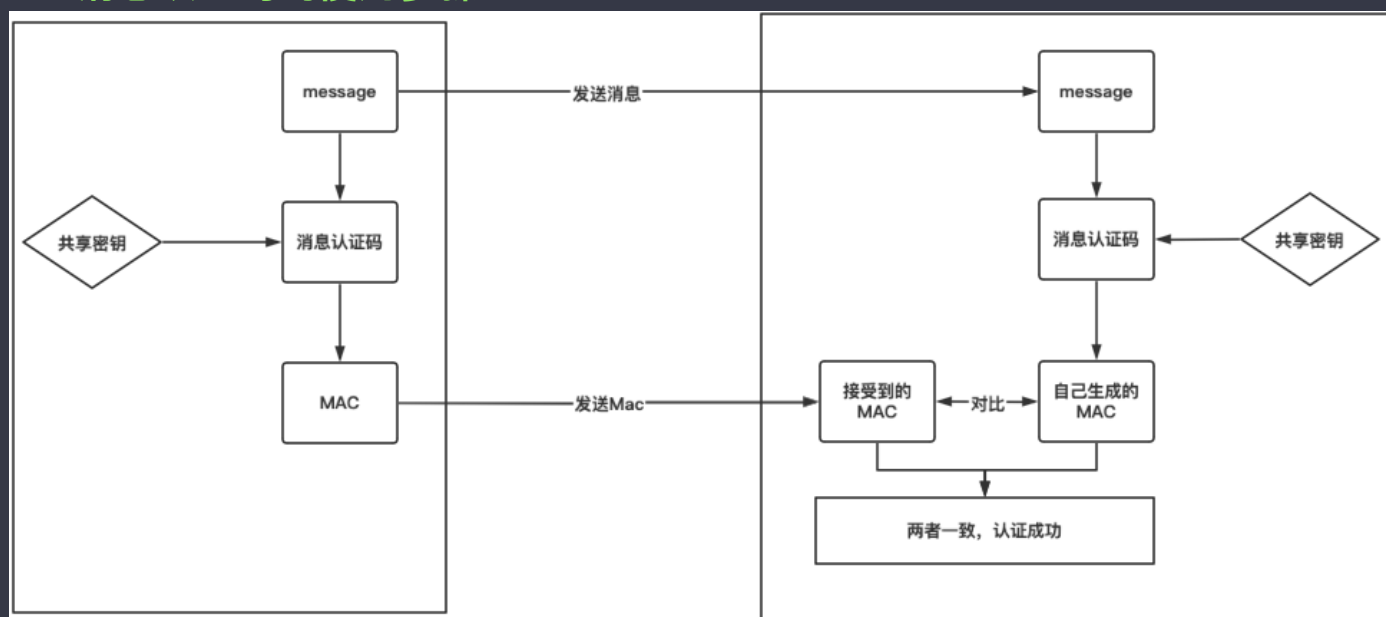 message
发送消息
message
共享密钥
消息认证码
消息认证码
共享密钥
MAC
发送Mac
接受到的
MAC
对比
自己生成的
MAC
两者一致，认证成功